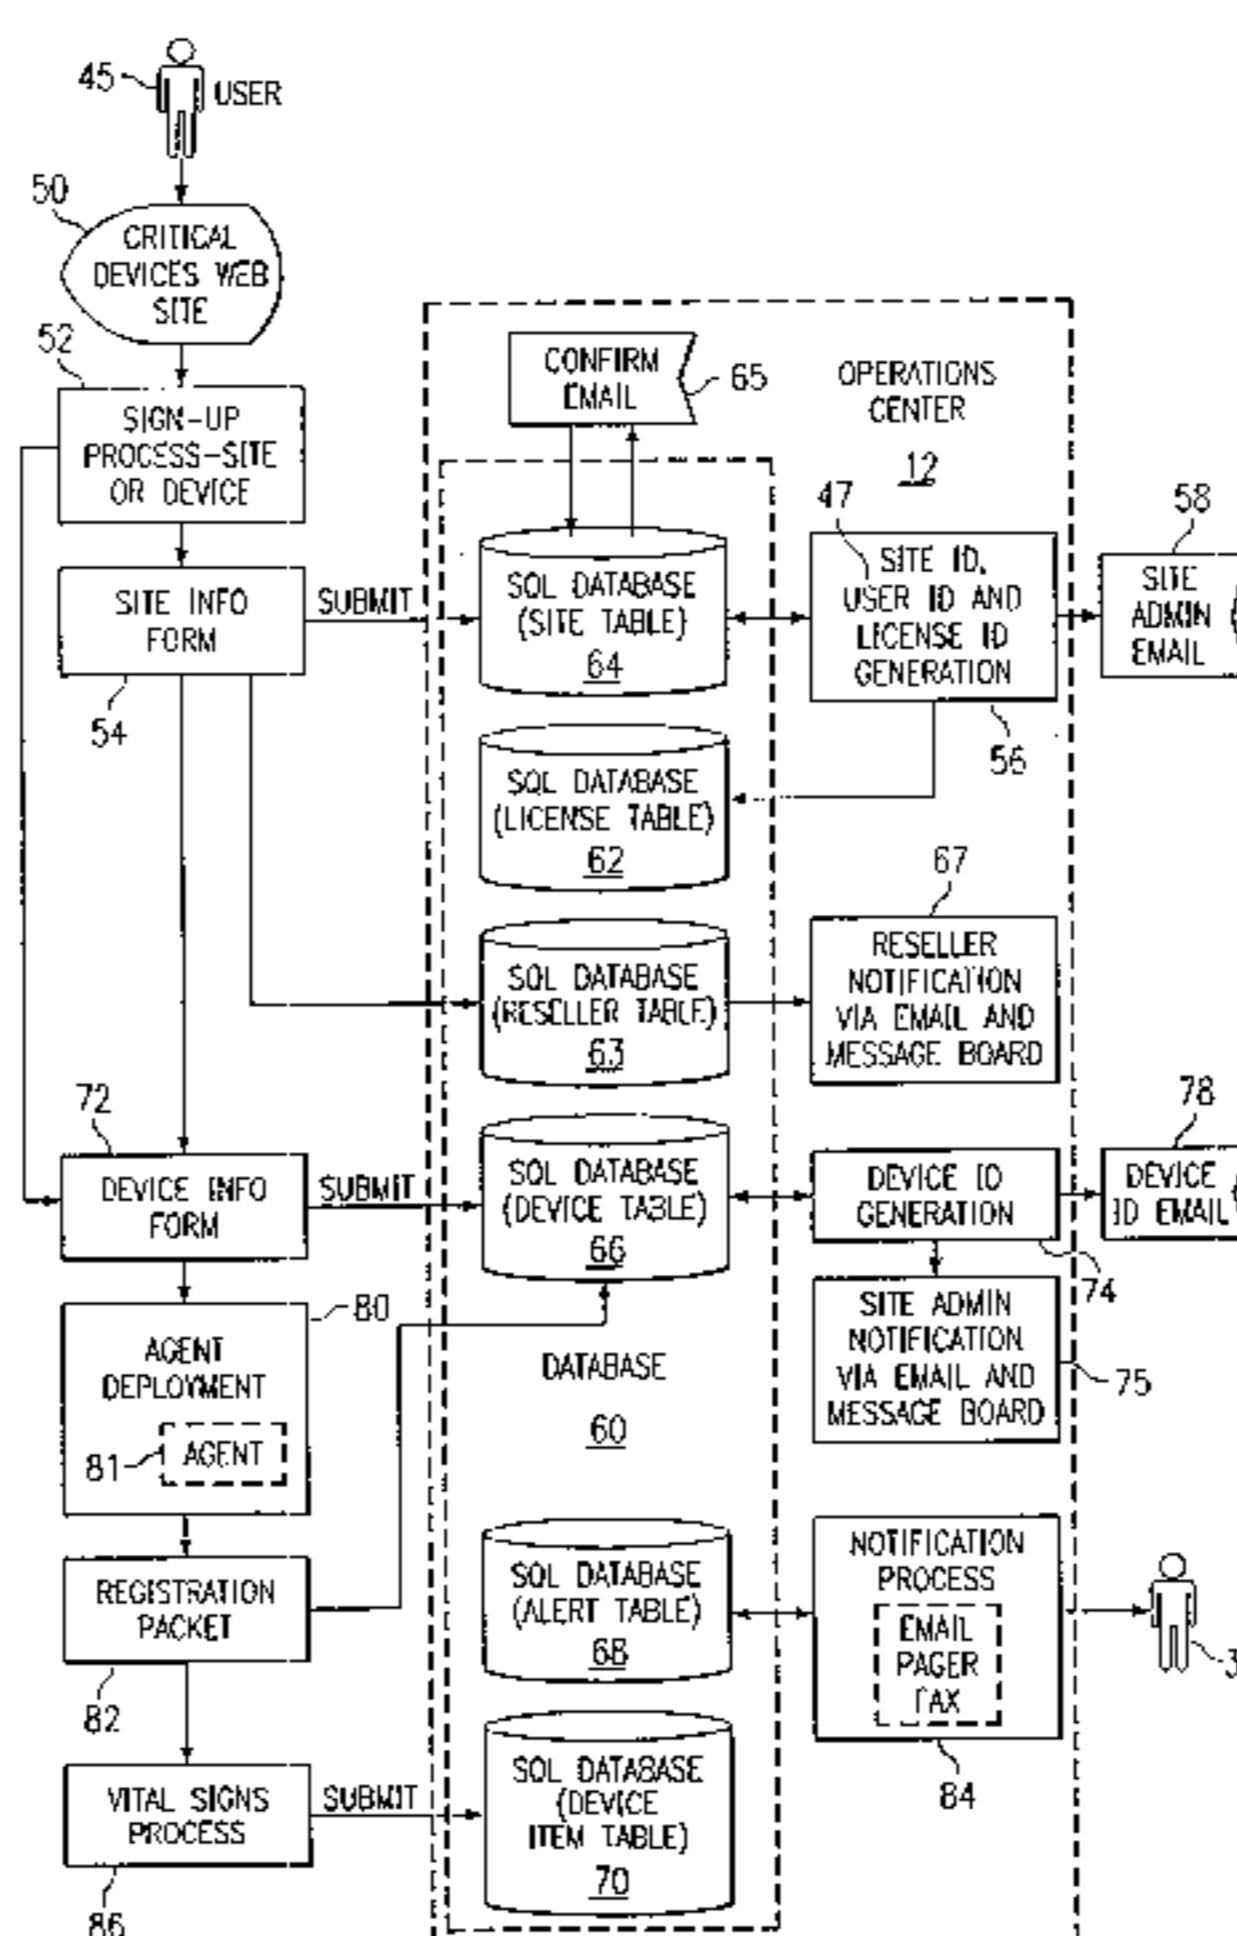 45
USER
50
CRITICAL
DEVICES WEB
SITE
52
SIGN-UP
PROCESS-SITE
OR DEVICE
SITE INFO
FORM
54
SUBMIT
CONFIRM
EMAIL
65
OPERATIONS
CENTER
12
SQL DATABASE
(SITE TABLE)
64
47
SITE ID,
USER ID AND
LICENSE ID
GENERATION
56
58
SITE
ADMIN
EMAIL
SQL DATABASE
(LICENSE TABLE)
62
SQL DATABASE
(RESELLER TABLE)
63
67
RESELLER
NOTIFICATION
VIA EMAIL AND
MESSAGE BOARD
72
DEVICE INFO
FORM
SUBMIT
SQL DATABASE
(DEVICE TABLE)
66
DEVICE ID
GENERATION
74
78
DEVICE
ID EMAIL
80
AGENT
DEPLOYMENT
81
AGENT
DATABASE
60
SITE ADMIN
NOTIFICATION
VIA EMAIL AND
MESSAGE BOARD
75
REGISTRATION
PACKET
82
SQL DATABASE
(ALERT TABLE)
68
NOTIFICATION
PROCESS
EMAIL
PAGER
FAX
84
VITAL SIGNS
PROCESS
86
SUBMIT
SQL DATABASE
(DEVICE
ITEM TABLE)
70